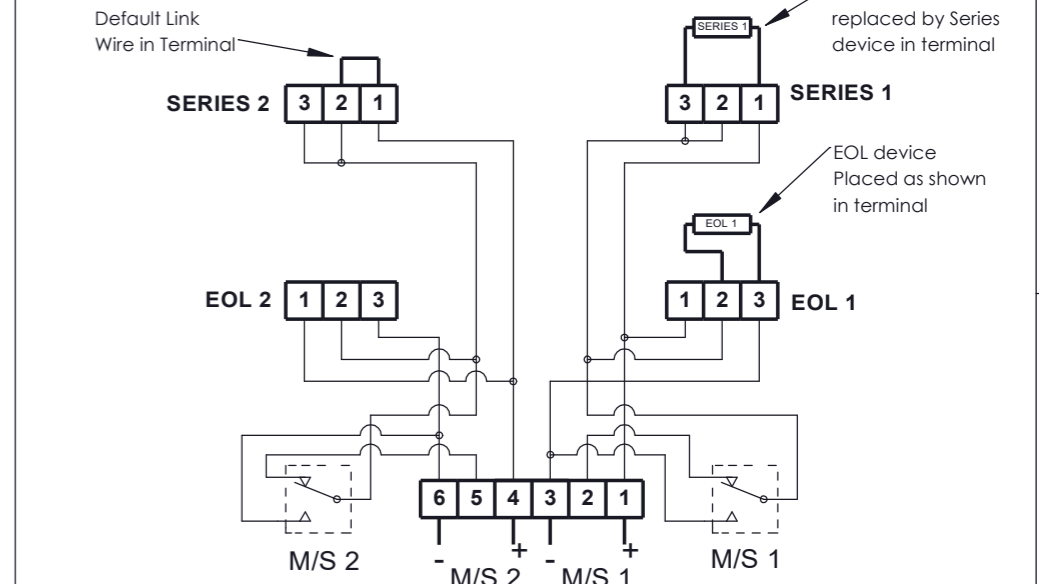 Default Link
Wire in Terminal
replaced by Series
device in terminal
SERIES 1
SERIES 2
3 2 1
3 2 1
SERIES 1
EOL device
Placed as shown
in terminal
EOL 1
EOL 2
1 2 3
1 2 3
EOL 1
6 5 4 3 2 1
- + - +
M/S 2
M/S 2
M/S 1
M/S 1